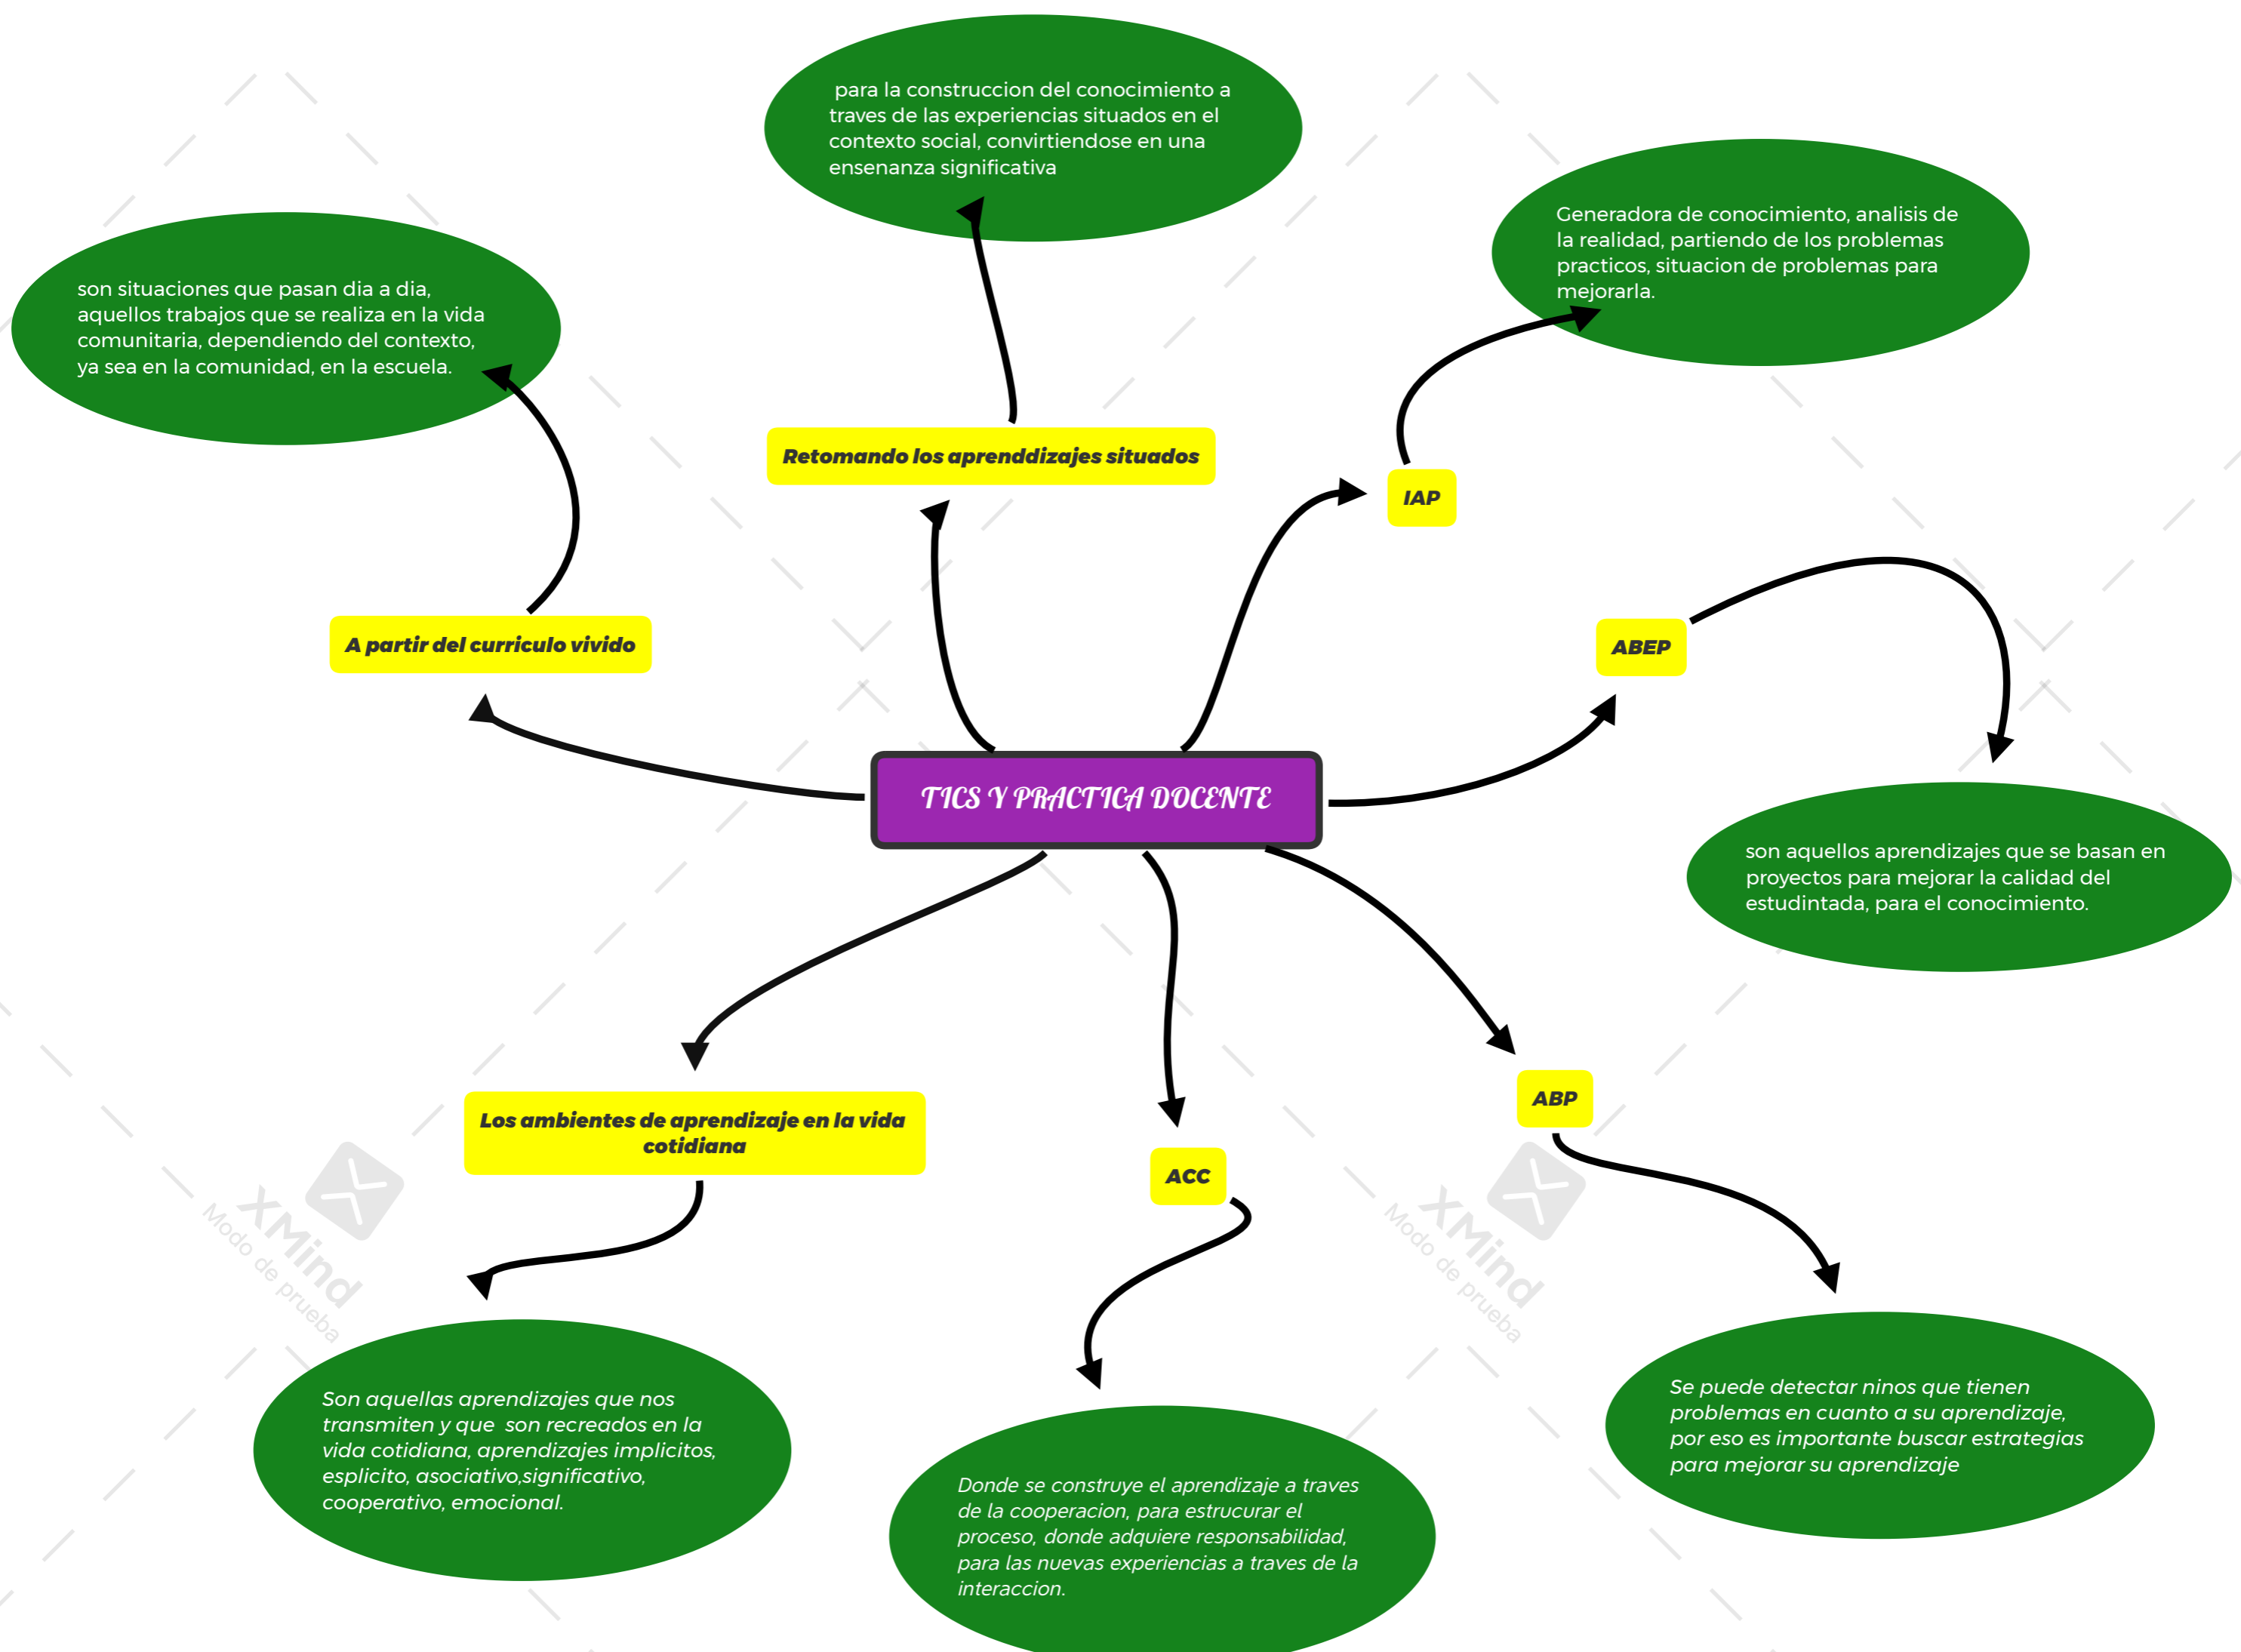 para la construccion del conocimiento a
traves de las experiencias situados en el
contexto social, convirtiendose en una
ensenanza significativa
Generadora de conocimiento, analisis de
la realidad, partiendo de los problemas
practicos, situacion de problemas para
mejorarla.
son situaciones que pasan dia a dia,
aquellos trabajos que se realiza en la vida
comunitaria, dependiendo del contexto,
ya sea en la comunidad, en la escuela.
Retomando los aprenddizajes situados
IAP
A partir del curriculo vivido
ABEP
TICS Y PRACTICA DOCENTE
son aquellos aprendizajes que se basan en
proyectos para mejorar la calidad del
estudintada, para el conocimiento.
Los ambientes de aprendizaje en la vida
cotidiana
ACC
ABP
XMind
Modo de prueba
XMind
Modo de prueba
Son aquellas aprendizajes que nos
transmiten y que  son recreados en la
vida cotidiana, aprendizajes implicitos,
esplicito, asociativo,significativo,
cooperativo, emocional.
Donde se construye el aprendizaje a traves
de la cooperacion, para estrucurar el
proceso, donde adquiere responsabilidad,
para las nuevas experiencias a traves de la
interaccion.
Se puede detectar ninos que tienen
problemas en cuanto a su aprendizaje,
por eso es importante buscar estrategias
para mejorar su aprendizaje